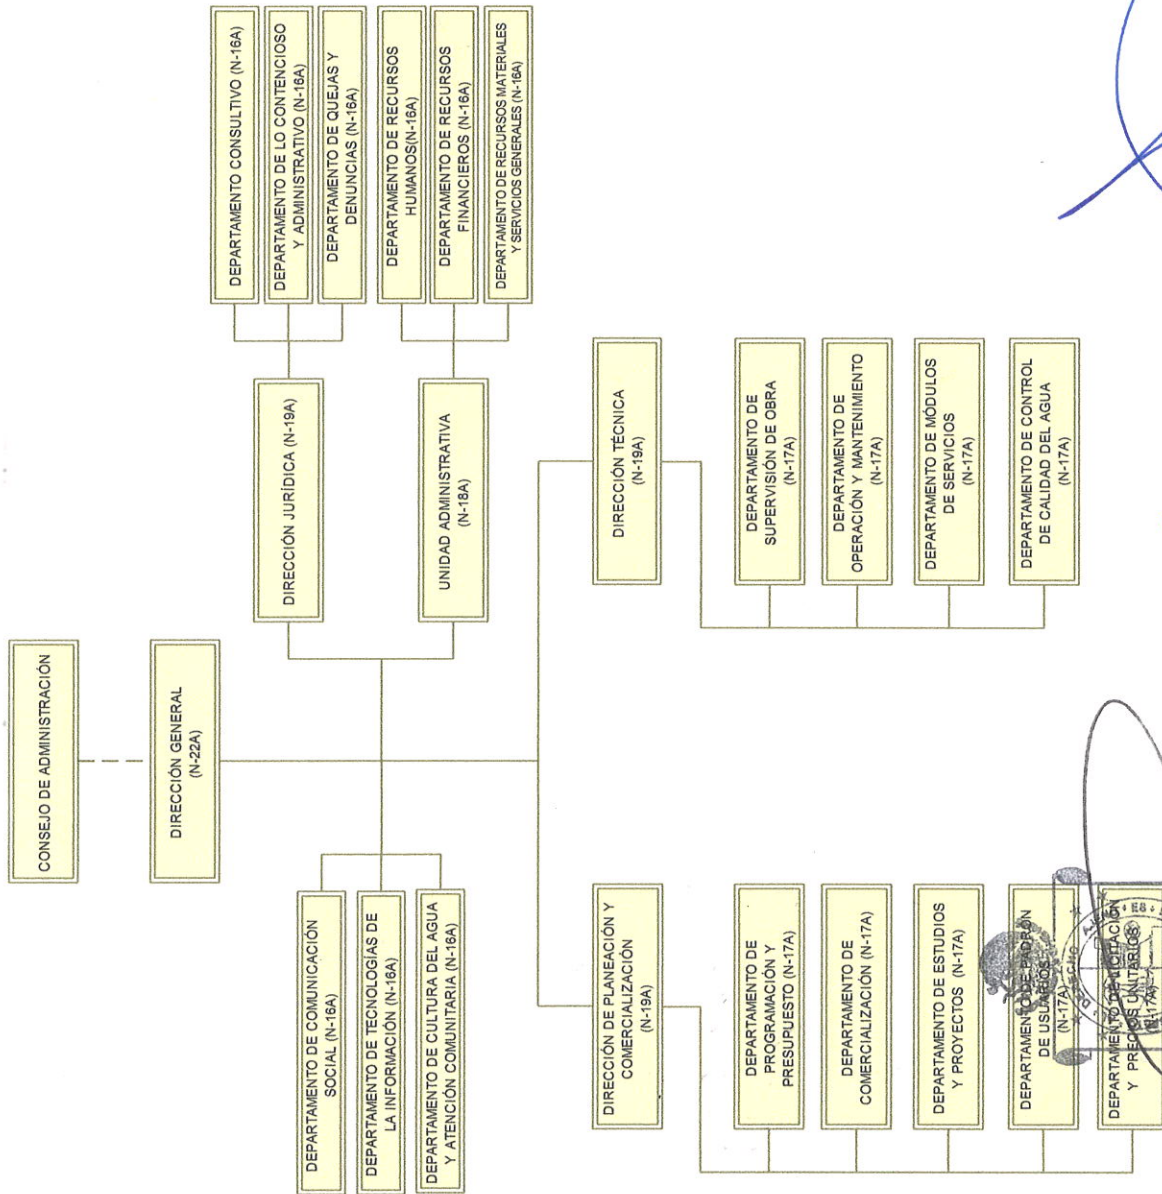 CONSEJO DE ADMINISTRACIÓN
DIRECCIÓN GENERAL
(N-22A)
DEPARTAMENTO DE COMUNICACIÓN
SOCIAL (N-16A)
DEPARTAMENTO DE TECNOLOGÍAS DE
LA INFORMACIÓN (N-16A)
DEPARTAMENTO DE CULTURA DEL AGUA
Y ATENCIÓN COMUNITARIA (N-16A)
DIRECCIÓN JURÍDICA (N-19A)
DEPARTAMENTO CONSULTIVO (N-16A)
DEPARTAMENTO DE LO CONTENCIOSO
Y ADMINISTRATIVO (N-16A)
DEPARTAMENTO DE QUEJAS Y
DENUNCIAS (N-16A)
UNIDAD ADMINISTRATIVA
(N-18A)
DEPARTAMENTO DE RECURSOS
HUMANOS(N-16A)
DEPARTAMENTO DE RECURSOS
FINANCIEROS (N-16A)
DEPARTAMENTO DE RECURSOS MATERIALES
Y SERVICIOS GENERALES (N-16A)
DIRECCIÓN DE PLANEACIÓN Y
COMERCIALIZACIÓN
(N-19A)
DEPARTAMENTO DE
PROGRAMACIÓN Y
PRESUPUESTO (N-17A)
DEPARTAMENTO DE
COMERCIALIZACIÓN (N-17A)
DEPARTAMENTO DE ESTUDIOS
Y PROYECTOS (N-17A)
DEPARTAMENTO DE PADRÓN
DE USUARIOS
(N-17A)
DEPARTAMENTO DE LICITACIÓN
Y PRECIOS UNITARIOS
(N-17A)
DIRECCIÓN TÉCNICA
(N-19A)
DEPARTAMENTO DE
SUPERVISIÓN DE OBRA
(N-17A)
DEPARTAMENTO DE
OPERACIÓN Y MANTENIMIENTO
(N-17A)
DEPARTAMENTO DE MÓDULOS
DE SERVICIOS
(N-17A)
DEPARTAMENTO DE CONTROL
DE CALIDAD DEL AGUA
(N-17A)